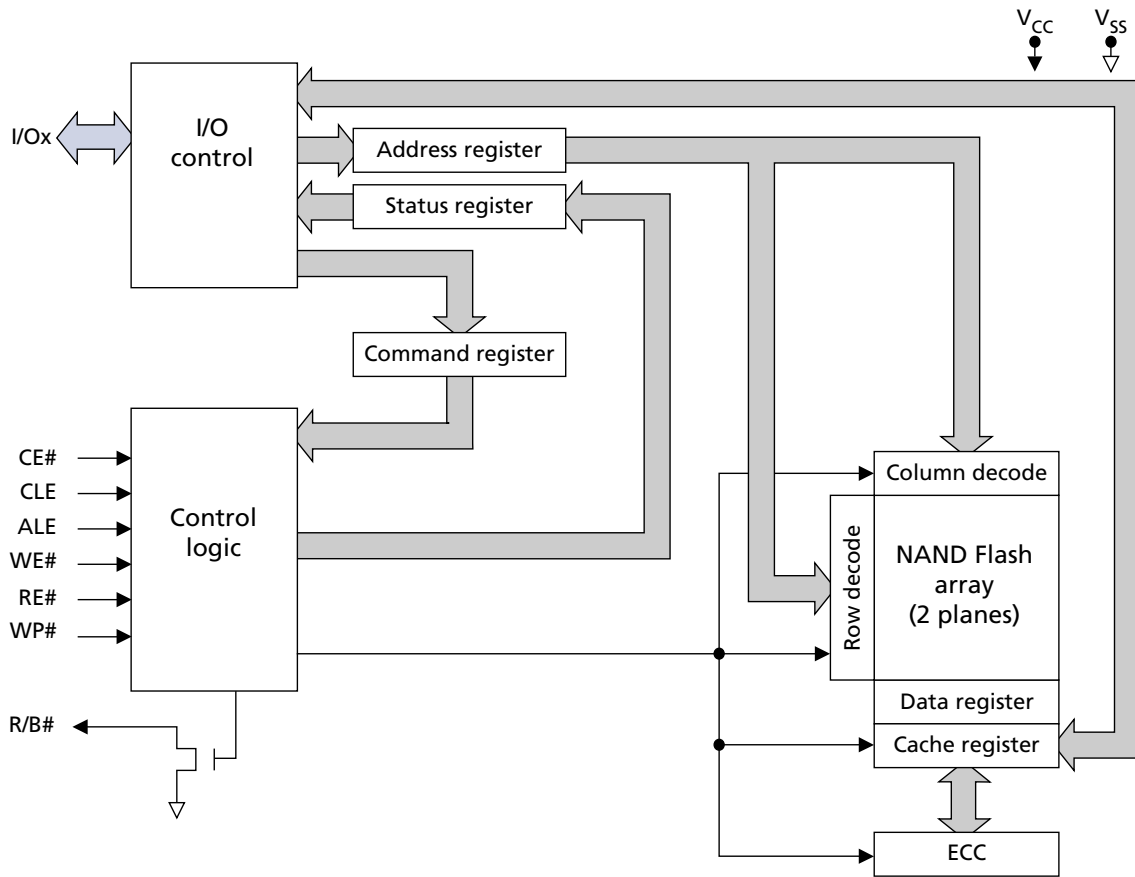 VCC
VSS
I/Ox
I/O
control
Address register
Status register
Command register
CE#
CLE
ALE
WE#
RE#
WP#
Control
logic
Column decode
Row decode
NAND Flash
array
(2 planes)
Data register
R/B#
Cache register
ECC